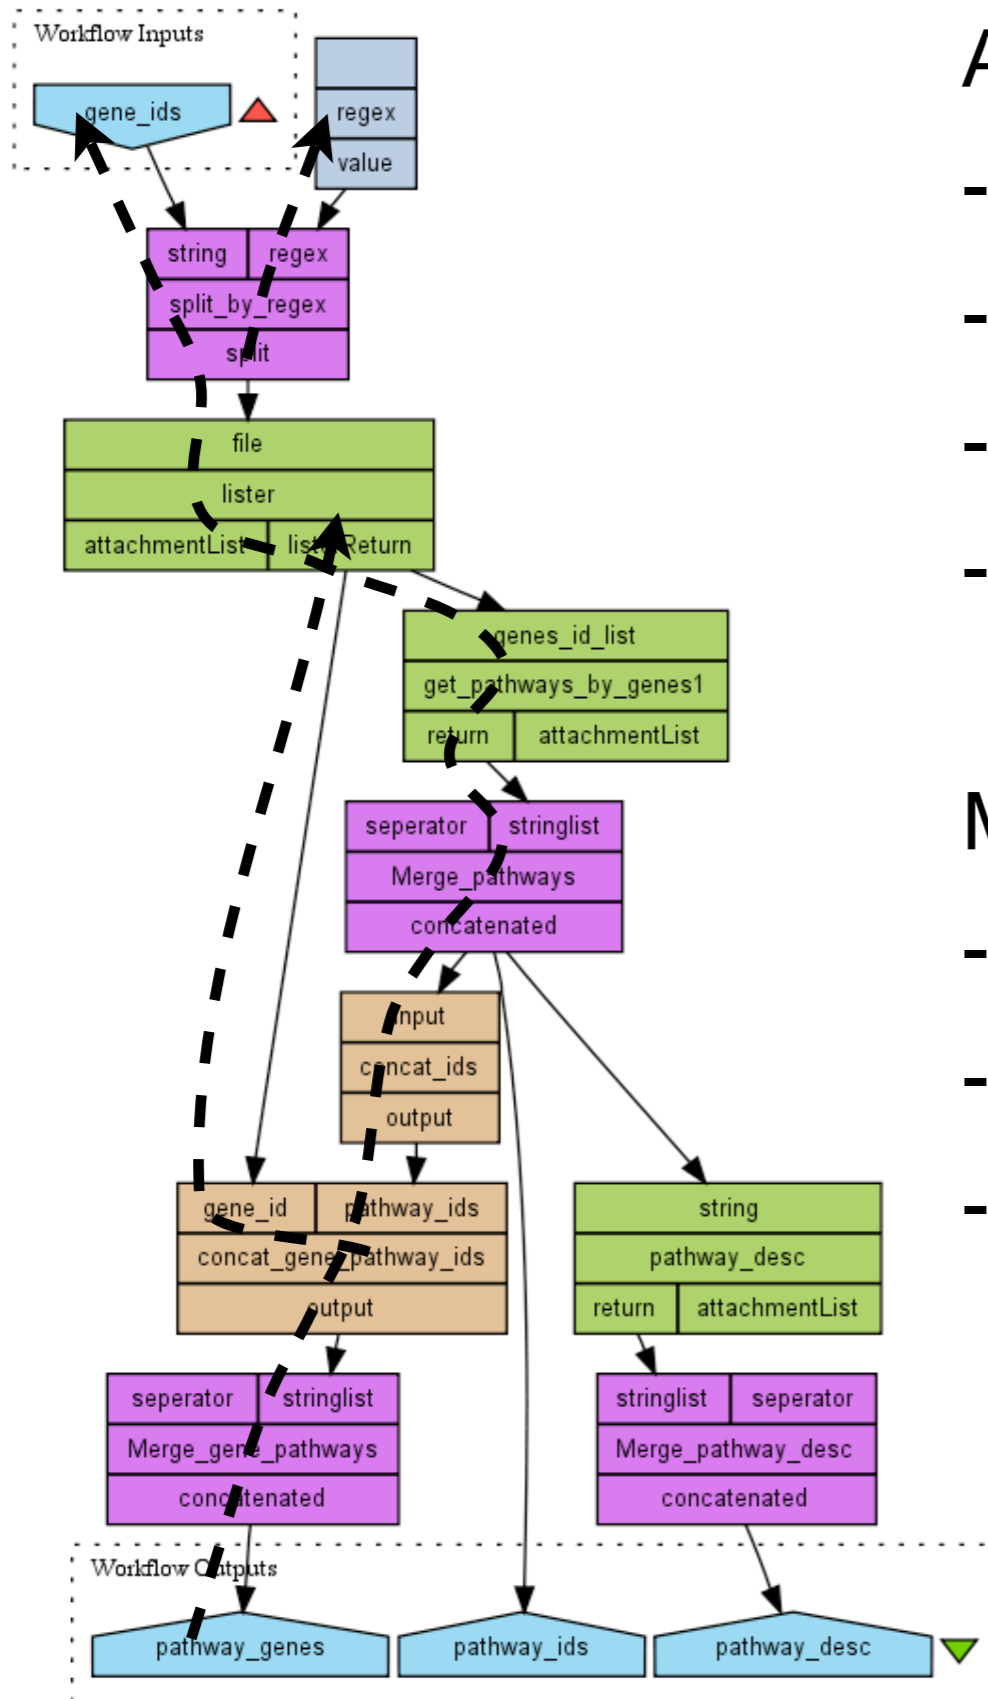 Workflow Inputs
gene_ids
regex
value
string regex
split_by_regex
split
file
lister
attachmentList listerReturn
genes_id_list
get_pathways_by_genes1
return attachmentList
seperator stringlist
Merge_pathways
concatenated
input
concat_ids
output
gene_id pathway_ids
string
concat_gene_pathway_ids
pathway_desc
output
return attachmentList
seperator stringlist
stringlist seperator
Merge_gene_pathways
Merge_pathway_desc
concatenated
concatenated
Workflow Outputs
pathway_genes
pathway_ids
pathway_desc